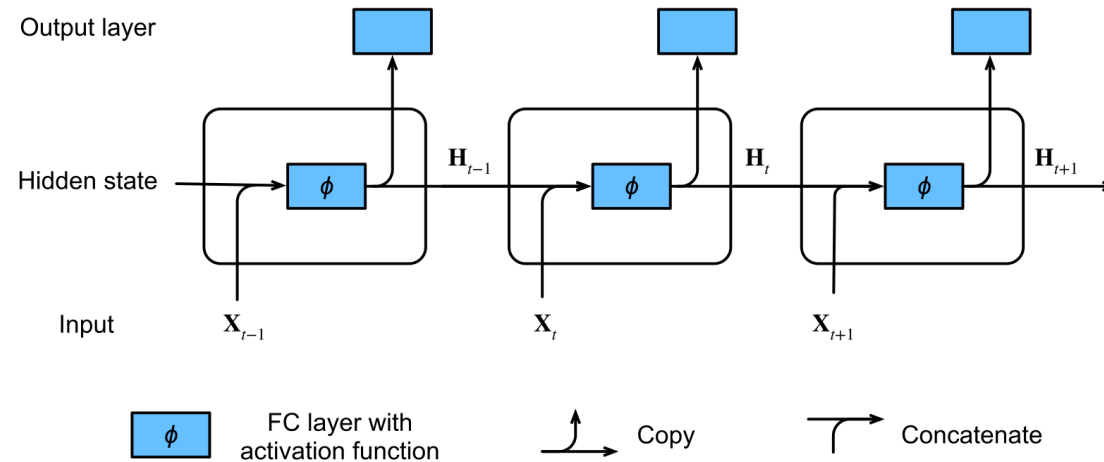 Output layer
Hidden state
ϕ
H_{t−1}
ϕ
H_t
ϕ
H_{t+1}
Input
X_{t−1}
X_t
X_{t+1}
ϕ
FC layer with
activation function
Copy
Concatenate